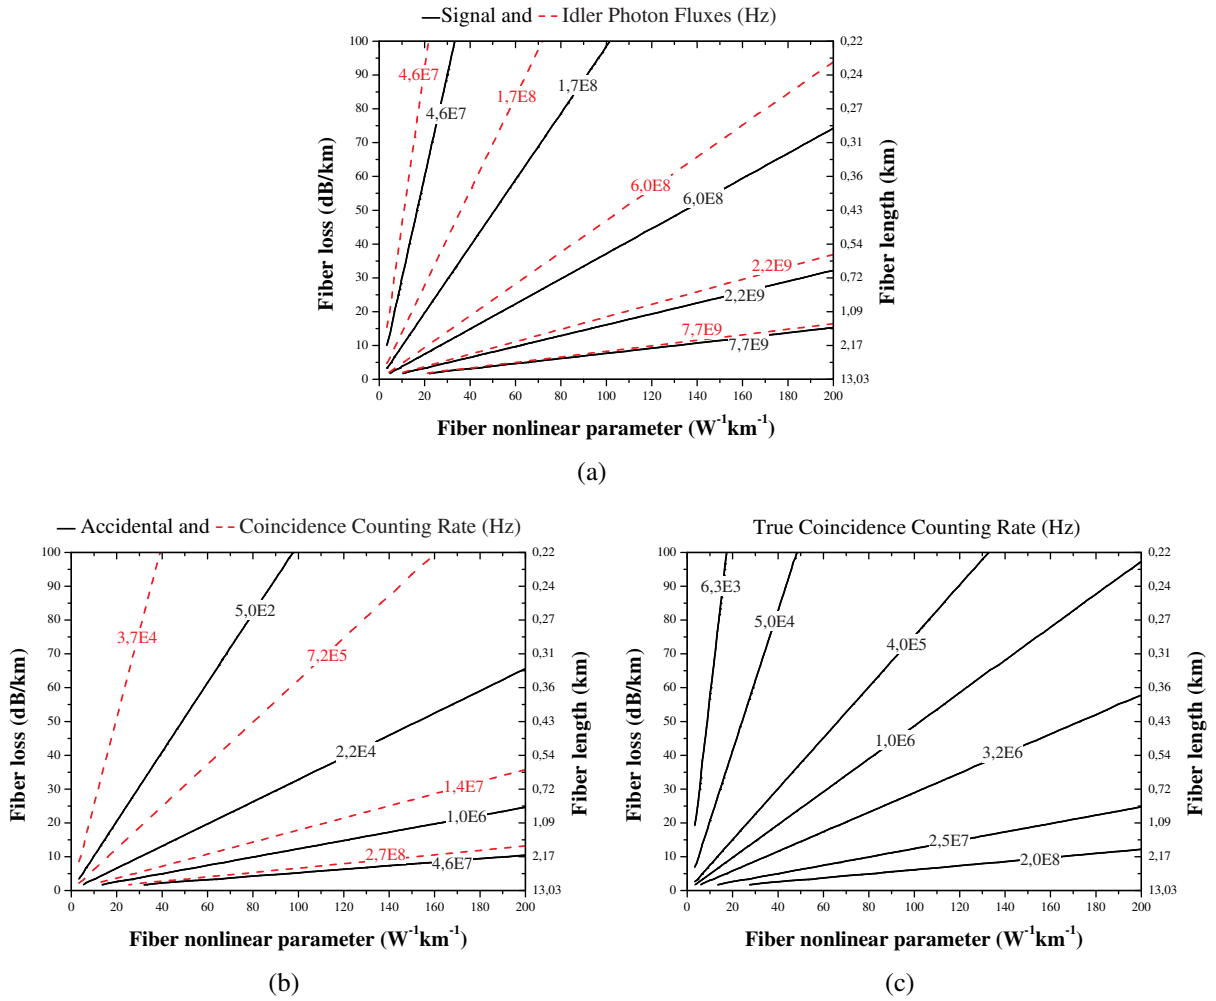 Signal and -- Idler Photon Fluxes (Hz)
100
90
80
70
60
50
40
30
20
10
0
Fiber loss (dB/km)
4,6E7
4,6E7
1,7E8
1,7E8
6,0E8
6,0E8
2,2E9
2,2E9
7,7E9
7,7E9
0,22
0,24
0,27
0,31
0,36
0,43
0,54
0,72
1,09
2,17
13,03
Fiber length (km)
0 20 40 60 80 100 120 140 160 180 200
Fiber nonlinear parameter (W⁻¹km⁻¹)
(a)
Accidental and -- Coincidence Counting Rate (Hz)
100
90
80
70
60
50
40
30
20
10
0
Fiber loss (dB/km)
3,7E4
5,0E2
7,2E5
2,2E4
1,4E7
1,0E6
2,7E8
4,6E7
0,22
0,24
0,27
0,31
0,36
0,43
0,54
0,72
1,09
2,17
13,03
Fiber length (km)
0 20 40 60 80 100 120 140 160 180 200
Fiber nonlinear parameter (W⁻¹km⁻¹)
(b)
True Coincidence Counting Rate (Hz)
100
90
80
70
60
50
40
30
20
10
0
Fiber loss (dB/km)
6,3E3
5,0E4
4,0E5
1,0E6
3,2E6
2,5E7
2,0E8
0,22
0,24
0,27
0,31
0,36
0,43
0,54
0,72
1,09
2,17
13,03
Fiber length (km)
0 20 40 60 80 100 120 140 160 180 200
Fiber nonlinear parameter (W⁻¹km⁻¹)
(c)